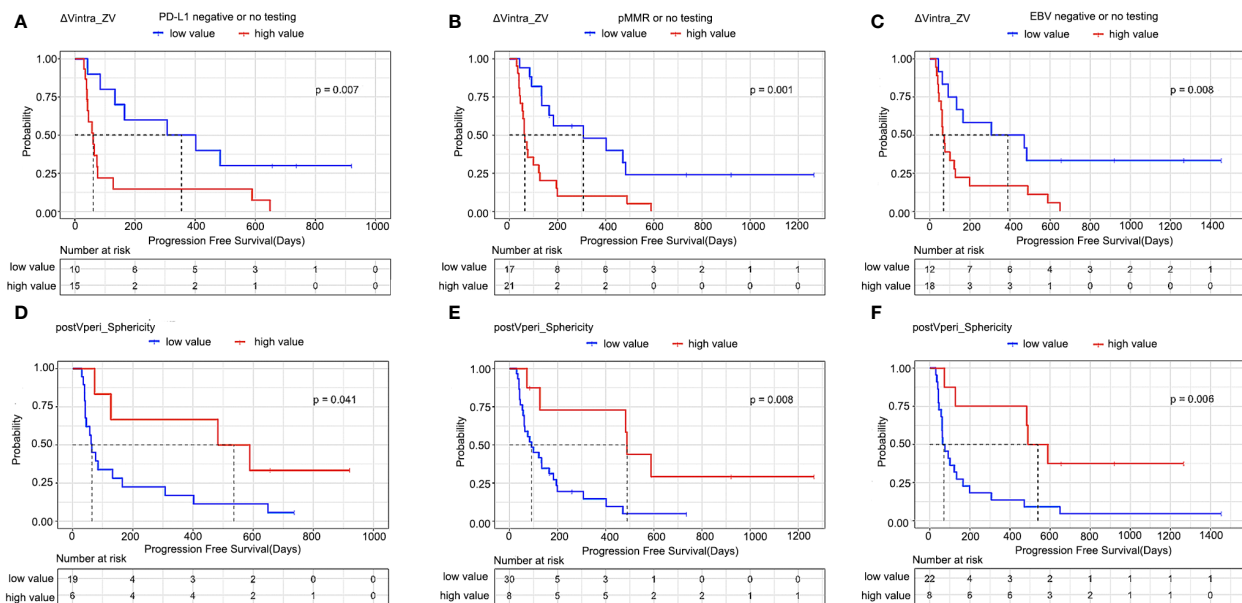 A
ΔVintra_ZV PD-L1 negative or no testing
low value high value
1.00
0.75
0.50
0.25
0.00
Probability
p = 0.007
0 200 400 600 800 1000
Progression Free Survival(Days)
Number at risk
low value 10 6 5 3 1 0
high value 15 2 2 1 0 0
B
ΔVintra_ZV pMMR or no testing
low value high value
1.00
0.75
0.50
0.25
0.00
Probability
p = 0.001
0 200 400 600 800 1000 1200
Progression Free Survival(Days)
Number at risk
low value 17 8 6 3 2 1 1
high value 21 2 2 0 0 0 0
C
ΔVintra_ZV EBV negative or no testing
low value high value
1.00
0.75
0.50
0.25
0.00
Probability
p = 0.008
0 200 400 600 800 1000 1200 1400
Progression Free Survival(Days)
Number at risk
low value 12 7 6 4 3 2 2 1
high value 18 3 3 1 0 0 0 0
D
postVperi_Sphericity
low value high value
1.00
0.75
0.50
0.25
0.00
Probability
p = 0.041
0 200 400 600 800 1000
Progression Free Survival(Days)
Number at risk
low value 19 4 3 2 0 0
high value 6 4 4 2 1 0
E
postVperi_Sphericity
low value high value
1.00
0.75
0.50
0.25
0.00
Probability
p = 0.008
0 200 400 600 800 1000 1200
Progression Free Survival(Days)
Number at risk
low value 30 5 3 1 0 0 0
high value 8 5 5 2 2 1 1
F
postVperi_Sphericity
low value high value
1.00
0.75
0.50
0.25
0.00
Probability
p = 0.006
0 200 400 600 800 1000 1200 1400
Progression Free Survival(Days)
Number at risk
low value 22 4 3 2 1 1 1 1
high value 8 6 6 3 2 1 1 0